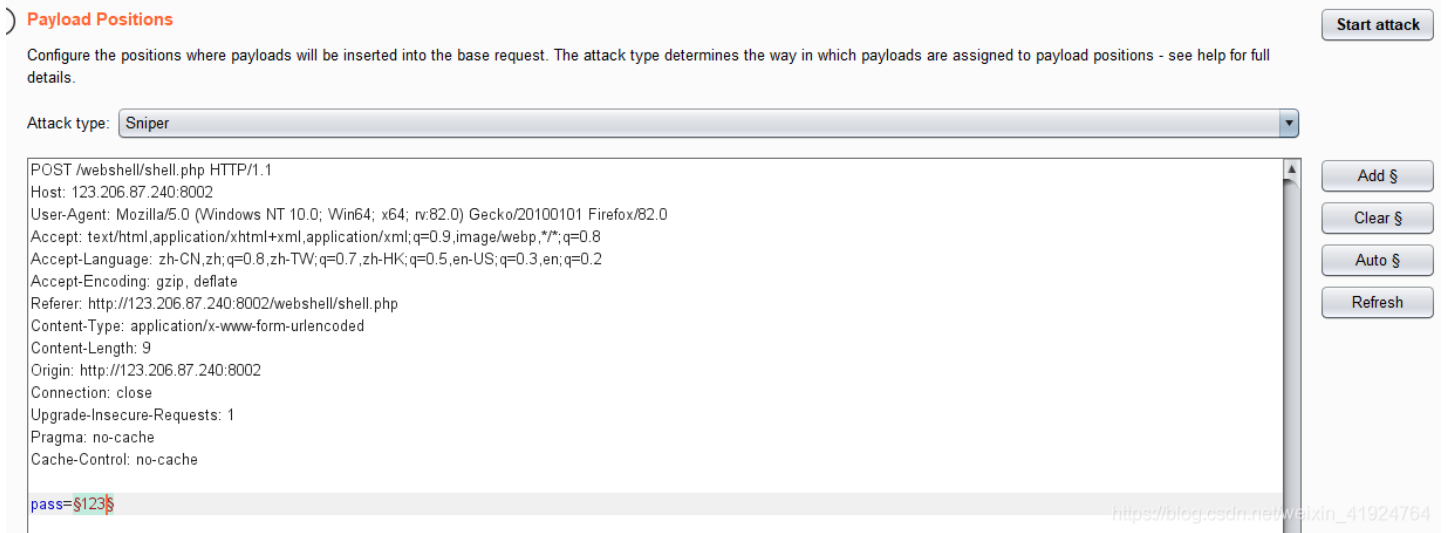 Payload Positions
Start attack
Configure the positions where payloads will be inserted into the base request. The attack type determines the way in which payloads are assigned to payload positions - see help for full
details.
Attack type: Sniper
POST /webshell/shell.php HTTP/1.1
Host: 123.206.87.240:8002
User-Agent: Mozilla/5.0 (Windows NT 10.0; Win64; x64; rv:82.0) Gecko/20100101 Firefox/82.0
Accept: text/html,application/xhtml+xml,application/xml;q=0.9,image/webp,*/*;q=0.8
Accept-Language: zh-CN,zh;q=0.8,zh-TW;q=0.7,zh-HK;q=0.5,en-US;q=0.3,en;q=0.2
Accept-Encoding: gzip, deflate
Referer: http://123.206.87.240:8002/webshell/shell.php
Content-Type: application/x-www-form-urlencoded
Content-Length: 9
Origin: http://123.206.87.240:8002
Connection: close
Upgrade-Insecure-Requests: 1
Pragma: no-cache
Cache-Control: no-cache
pass=§123§
Add §
Clear §
Auto §
Refresh
https://blog.csdn.net/weixin_41924764